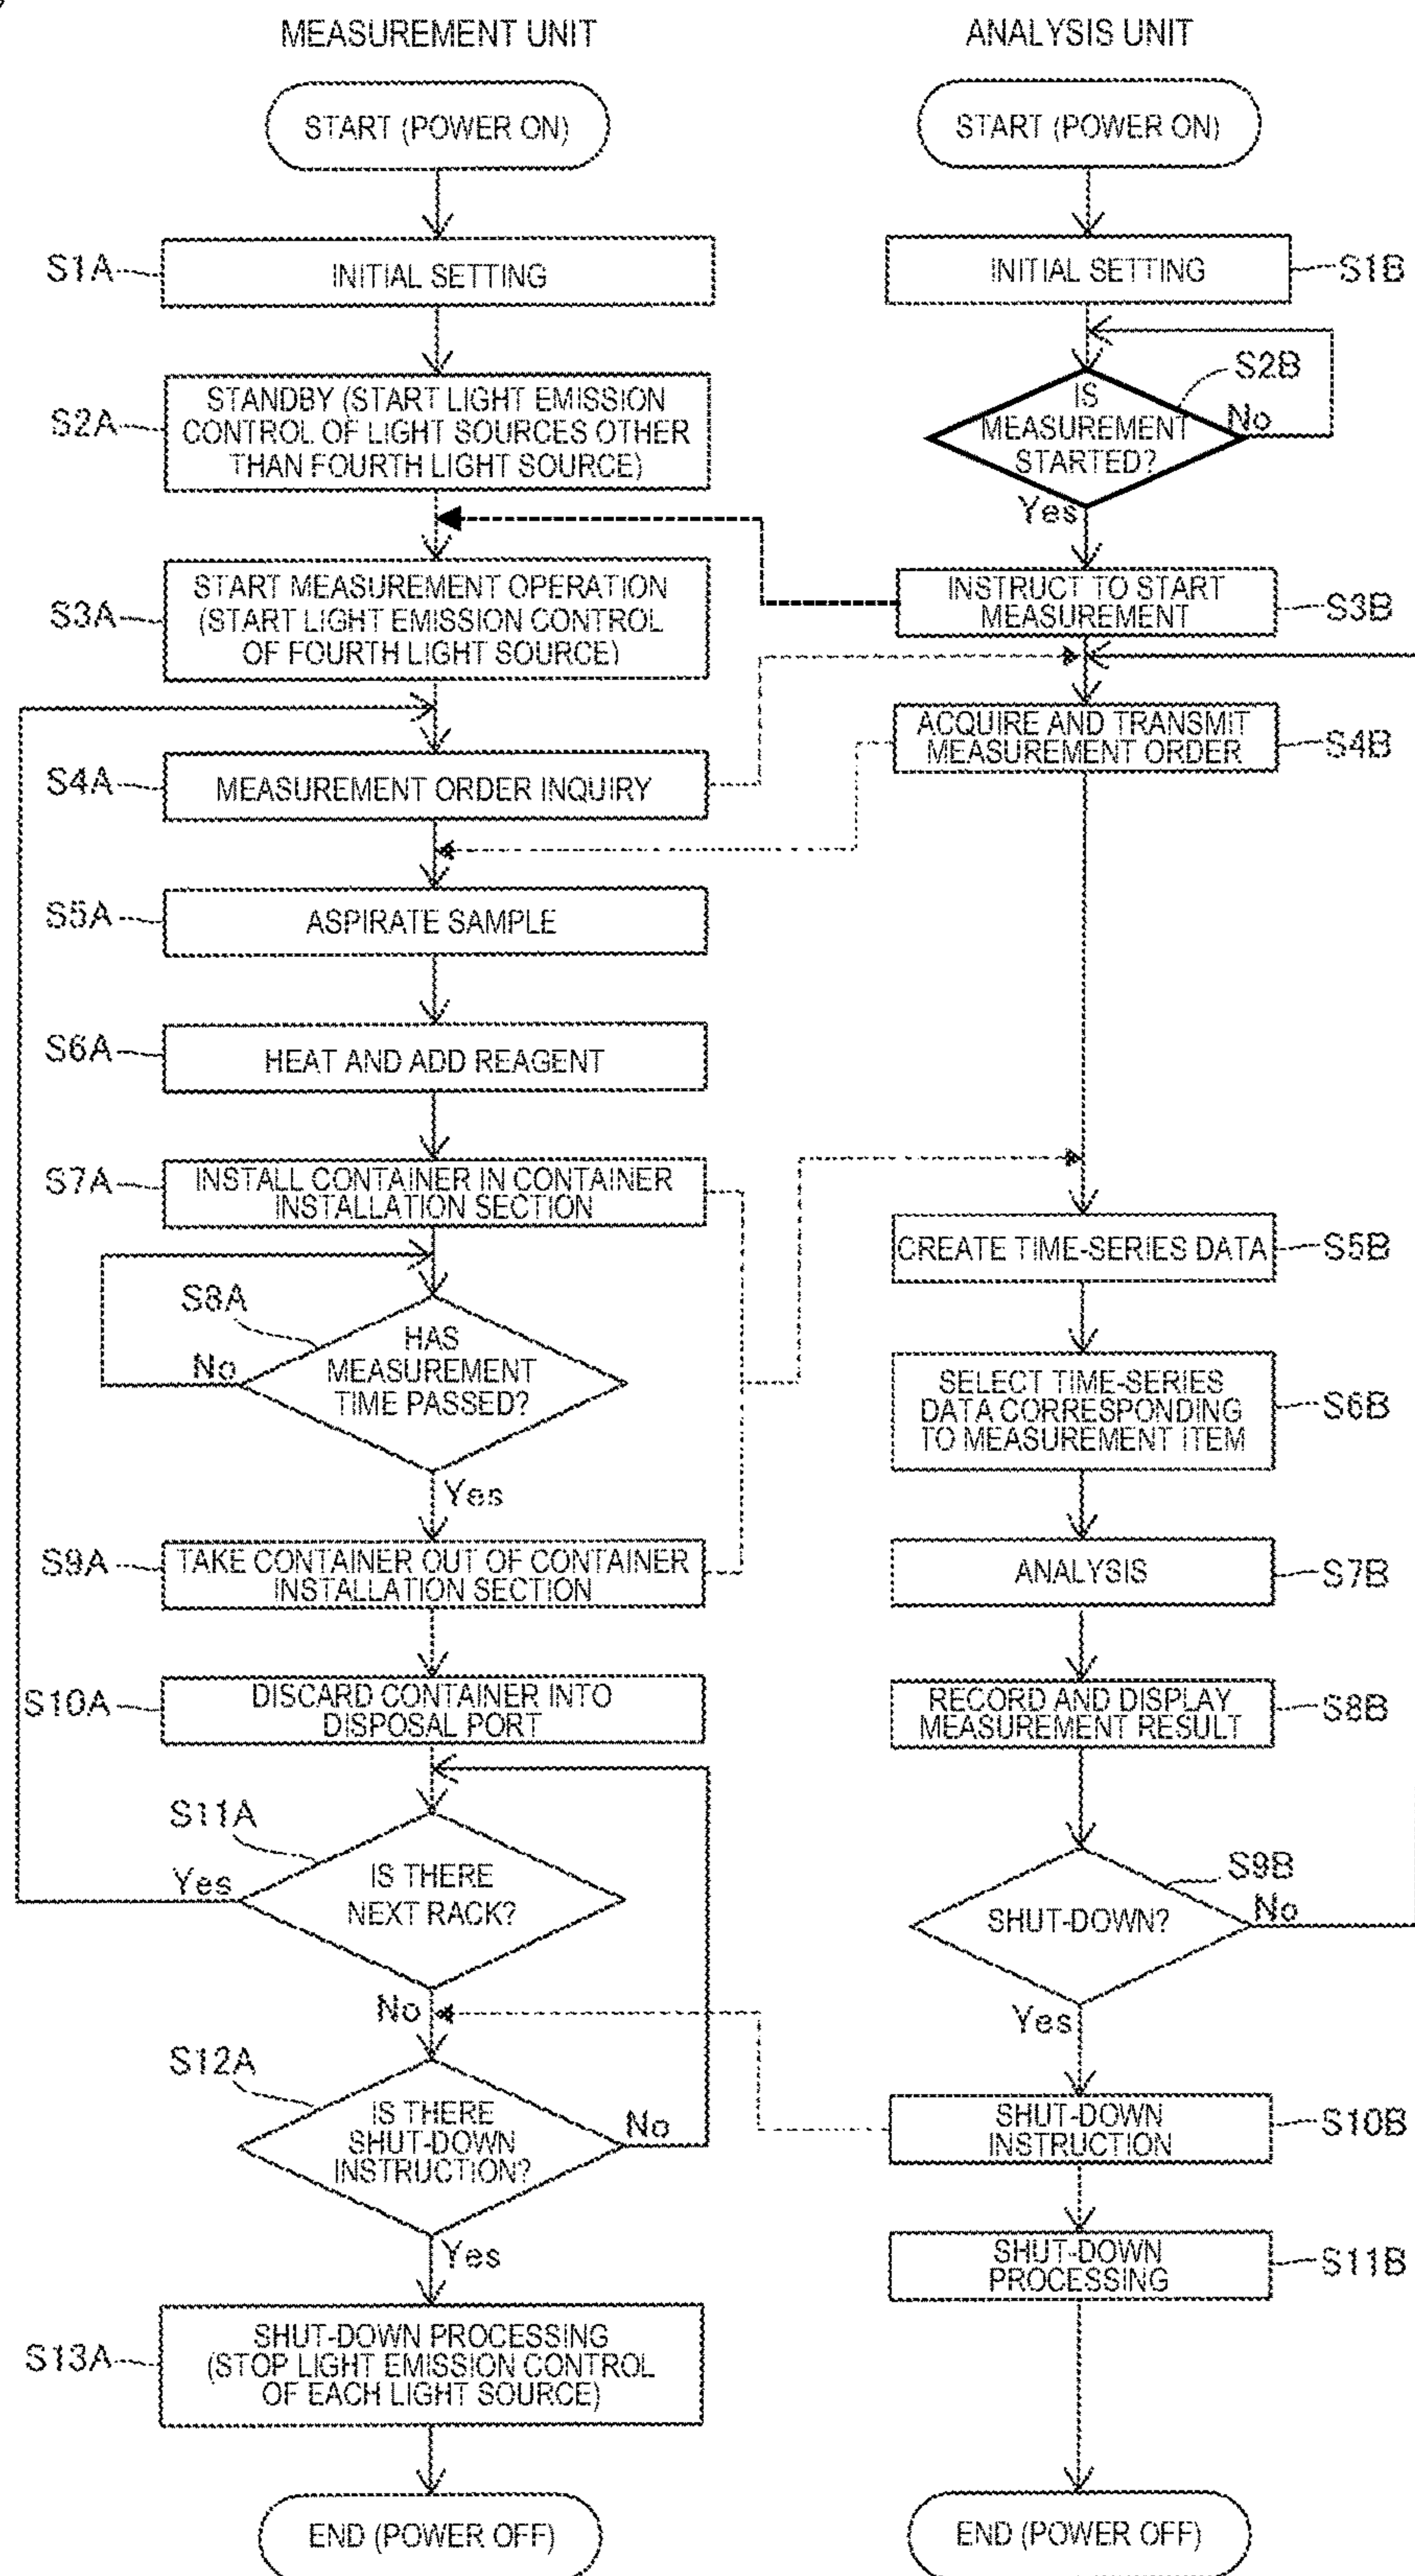 MEASUREMENT UNIT
START (POWER ON)
S1A
INITIAL SETTING
S2A
STANDBY (START LIGHT EMISSION
CONTROL OF LIGHT SOURCES OTHER
THAN FOURTH LIGHT SOURCE)
S3A
START MEASUREMENT OPERATION
(START LIGHT EMISSION CONTROL
OF FOURTH LIGHT SOURCE)
S4A
MEASUREMENT ORDER INQUIRY
S5A
ASPIRATE SAMPLE
S6A
HEAT AND ADD REAGENT
S7A
INSTALL CONTAINER IN CONTAINER
INSTALLATION SECTION
S8A
HAS
MEASUREMENT
TIME PASSED?
No
Yes
S9A
TAKE CONTAINER OUT OF CONTAINER
INSTALLATION SECTION
S10A
DISCARD CONTAINER INTO
DISPOSAL PORT
S11A
IS THERE
NEXT RACK?
Yes
No
S12A
IS THERE
SHUT-DOWN
INSTRUCTION?
No
Yes
S13A
SHUT-DOWN PROCESSING
(STOP LIGHT EMISSION CONTROL
OF EACH LIGHT SOURCE)
END (POWER OFF)
ANALYSIS UNIT
START (POWER ON)
INITIAL SETTING
S1B
S2B
IS
MEASUREMENT
STARTED?
No
Yes
INSTRUCT TO START
MEASUREMENT
S3B
ACQUIRE AND TRANSMIT
MEASUREMENT ORDER
S4B
CREATE TIME-SERIES DATA
S5B
SELECT TIME-SERIES
DATA CORRESPONDING
TO MEASUREMENT ITEM
S6B
ANALYSIS
S7B
RECORD AND DISPLAY
MEASUREMENT RESULT
S8B
S9B
SHUT-DOWN?
No
Yes
SHUT-DOWN
INSTRUCTION
S10B
SHUT-DOWN
PROCESSING
S11B
END (POWER OFF)